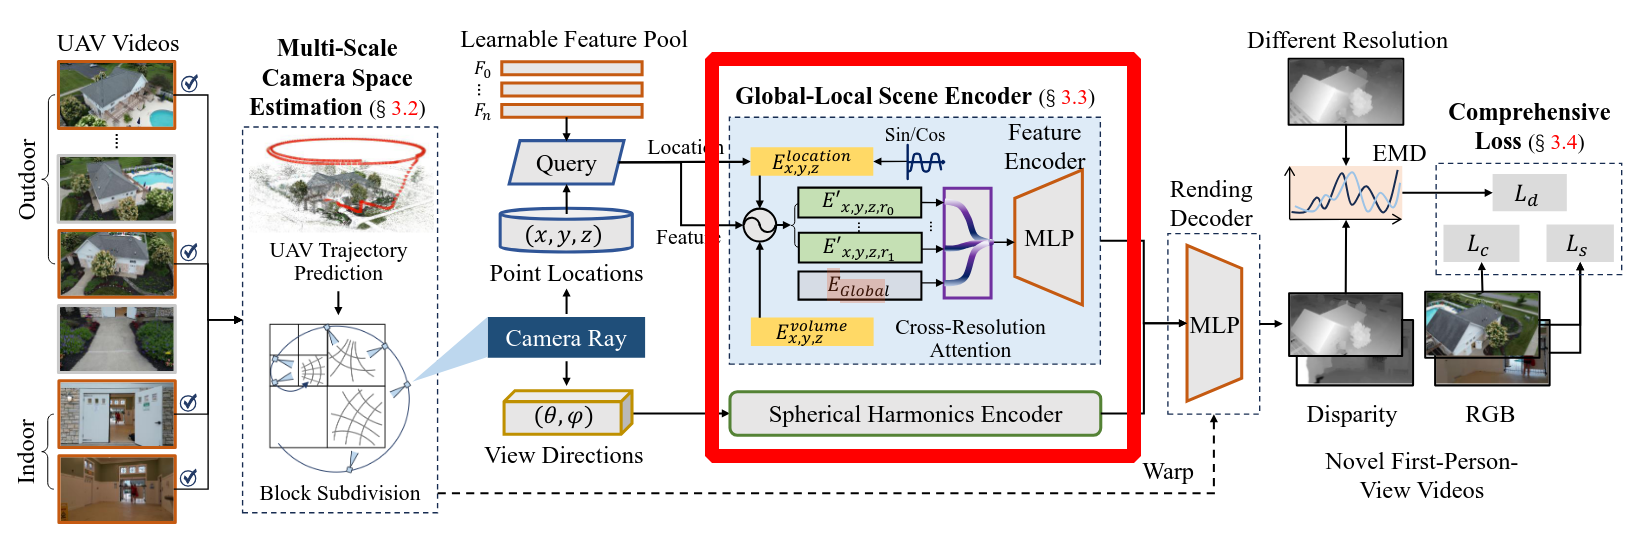 UAV Videos
Outdoor
Indoor
Multi-Scale
Camera Space
Estimation (§ 3.2)
UAV Trajectory
Prediction
Block Subdivision
Learnable Feature Pool
F_0
⋮
F_n
Query
(x, y, z)
Point Locations
Camera Ray
(θ, φ)
View Directions
Location
Feature
Global-Local Scene Encoder (§ 3.3)
Sin/Cos
Feature
Encoder
E^{location}_{x,y,z}
E'_{x,y,z,r_0}
⋮
E'_{x,y,z,r_1}
E_{Global}
E^{volume}_{x,y,z}
MLP
Cross-Resolution
Attention
Spherical Harmonics Encoder
Rending
Decoder
MLP
Warp
Different Resolution
EMD
Disparity
RGB
Novel First-Person-
View Videos
Comprehensive
Loss (§ 3.4)
L_d
L_c
L_s